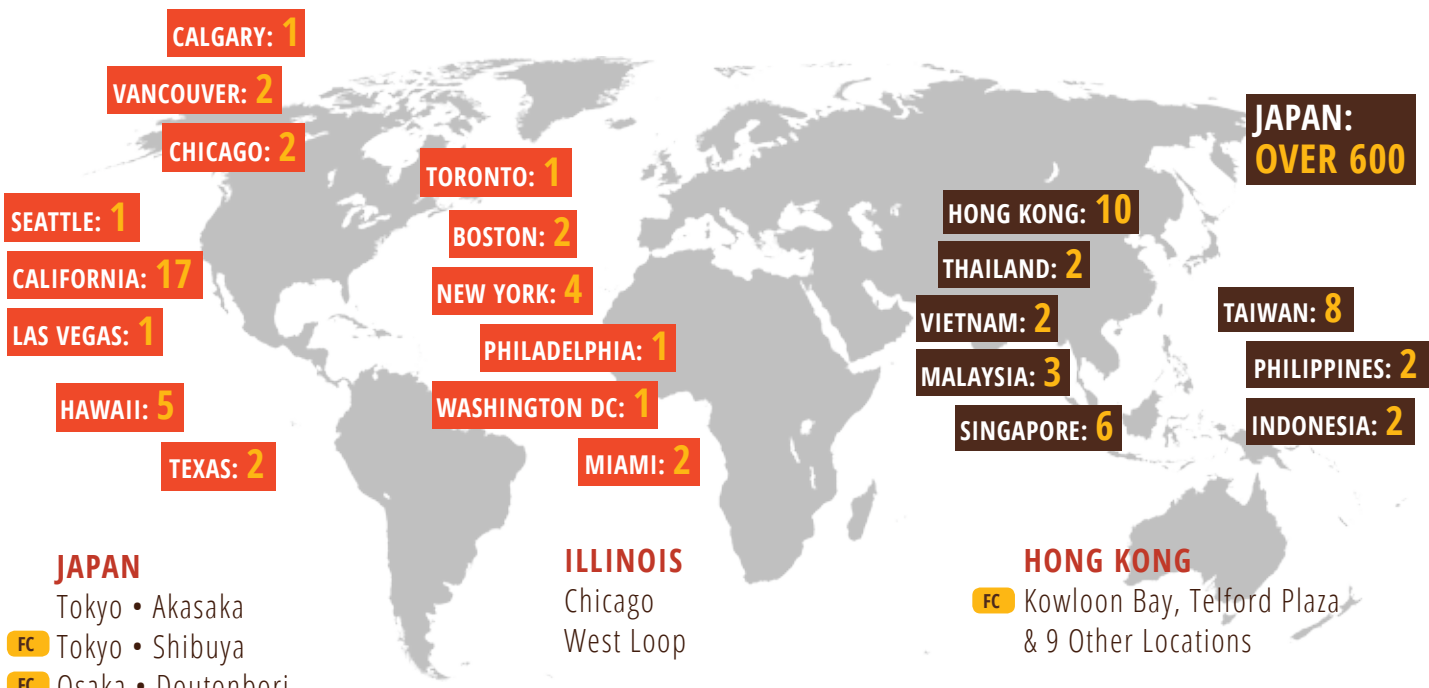 CALGARY: 1
VANCOUVER: 2
CHICAGO: 2
SEATTLE: 1
CALIFORNIA: 17
LAS VEGAS: 1
HAWAII: 5
TEXAS: 2
TORONTO: 1
BOSTON: 2
NEW YORK: 4
PHILADELPHIA: 1
WASHINGTON DC: 1
MIAMI: 2
JAPAN:
OVER 600
HONG KONG: 10
THAILAND: 2
VIETNAM: 2
MALAYSIA: 3
SINGAPORE: 6
TAIWAN: 8
PHILIPPINES: 2
INDONESIA: 2
JAPAN
Tokyo • Akasaka
FC Tokyo • Shibuya
FC Osaka • Doutonbori
ILLINOIS
Chicago
West Loop
HONG KONG
FC Kowloon Bay, Telford Plaza
& 9 Other Locations